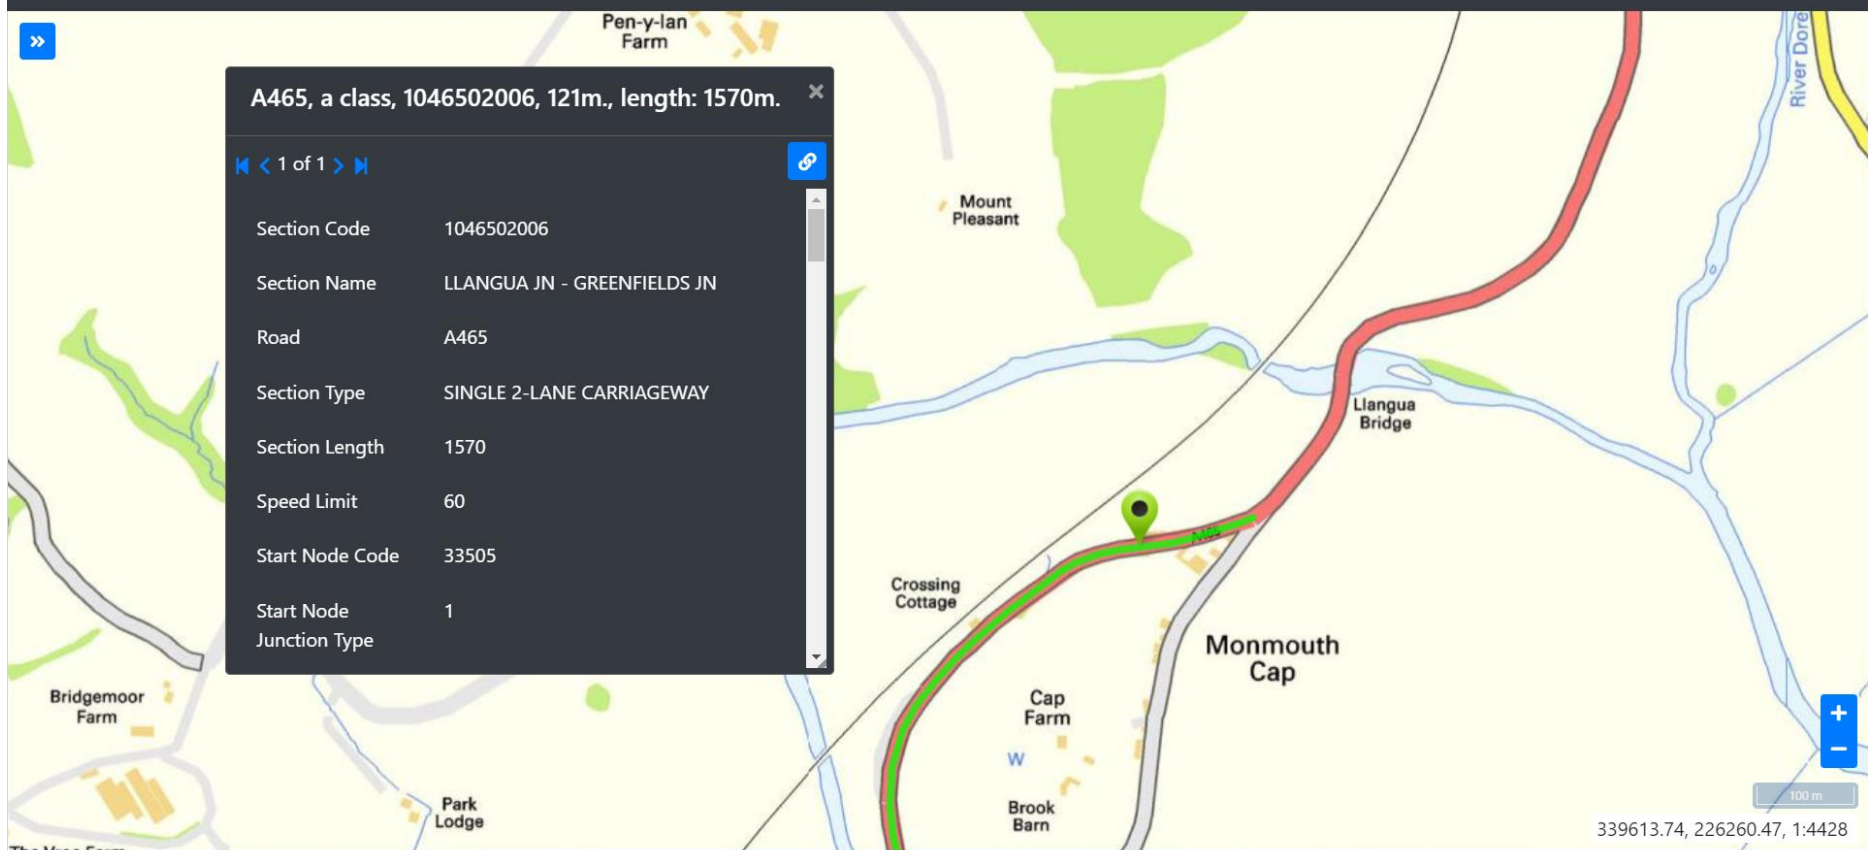 Pen-y-lan
Farm
River Dore
A465, a class, 1046502006, 121m., length: 1570m.
1 of 1
Section Code 1046502006
Section Name LLANGUA JN - GREENFIELDS JN
Road A465
Section Type SINGLE 2-LANE CARRIAGEWAY
Section Length 1570
Speed Limit 60
Start Node Code 33505
Start Node 1
Junction Type
Mount
Pleasant
Llangua
Bridge
A465
Crossing
Cottage
Monmouth
Cap
Cap
Farm
W
Brook
Barn
Bridgemoor
Farm
Park
Lodge
100 m
339613.74, 226260.47, 1:4428